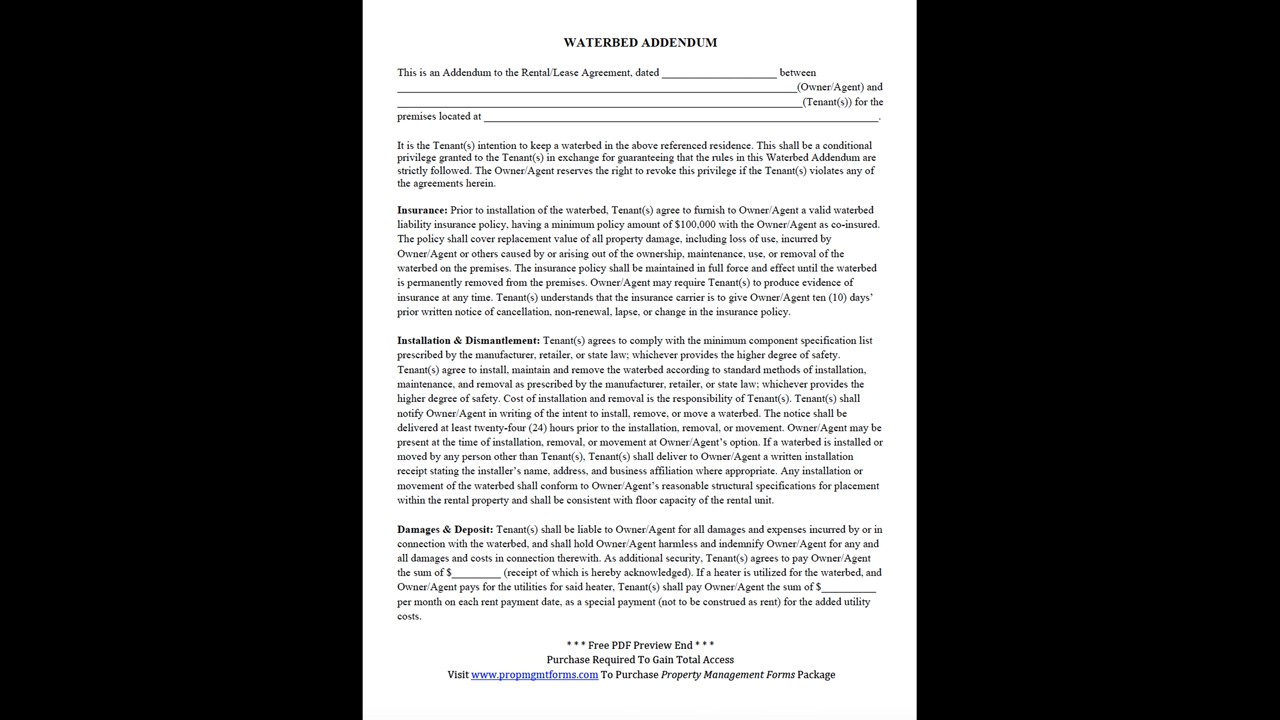 WATERBED ADDENDUM
This is an Addendum to the Rental/Lease Agreement, dated ______________________ between
______________________(Owner/Agent) and
______________________(Tenant(s)) for the
premises located at ______________________.
It is the Tenant(s) intention to keep a waterbed in the above referenced residence. This shall be a conditional
privilege granted to the Tenant(s) in exchange for guaranteeing that the rules in this Waterbed Addendum are
strictly followed. The Owner/Agent reserves the right to revoke this privilege if the Tenant(s) violates any of
the agreements herein.
Insurance: Prior to installation of the waterbed, Tenant(s) agree to furnish to Owner/Agent a valid waterbed
liability insurance policy, having a minimum policy amount of $100,000 with the Owner/Agent as co-insured.
The policy shall cover replacement value of all property damage, including loss of use, incurred by
Owner/Agent or others caused by or arising out of the ownership, maintenance, use, or removal of the
waterbed on the premises. The insurance policy shall be maintained in full force and effect until the waterbed
is permanently removed from the premises. Owner/Agent may require Tenant(s) to produce evidence of
insurance at any time. Tenant(s) understands that the insurance carrier is to give Owner/Agent ten (10) days’
prior written notice of cancellation, non-renewal, lapse, or change in the insurance policy.
Installation & Dismantlement: Tenant(s) agrees to comply with the minimum component specification list
prescribed by the manufacturer, retailer, or state law; whichever provides the higher degree of safety.
Tenant(s) agree to install, maintain and remove the waterbed according to standard methods of installation,
maintenance, and removal as prescribed by the manufacturer, retailer, or state law; whichever provides the
higher degree of safety. Cost of installation and removal is the responsibility of Tenant(s). Tenant(s) shall
notify Owner/Agent in writing of the intent to install, remove, or move a waterbed. The notice shall be
delivered at least twenty-four (24) hours prior to the installation, removal, or movement. Owner/Agent may be
present at the time of installation, removal, or movement at Owner/Agent’s option. If a waterbed is installed or
moved by any person other than Tenant(s), Tenant(s) shall deliver to Owner/Agent a written installation
receipt stating the installer’s name, address, and business affiliation where appropriate. Any installation or
movement of the waterbed shall conform to Owner/Agent’s reasonable structural specifications for placement
within the rental property and shall be consistent with floor capacity of the rental unit.
Damages & Deposit: Tenant(s) shall be liable to Owner/Agent for all damages and expenses incurred by or in
connection with the waterbed, and shall hold Owner/Agent harmless and indemnify Owner/Agent for any and
all damages and costs in connection therewith. As additional security, Tenant(s) agrees to pay Owner/Agent
the sum of $_________ (receipt of which is hereby acknowledged). If a heater is utilized for the waterbed, and
Owner/Agent pays for the utilities for said heater, Tenant(s) shall pay Owner/Agent the sum of $__________
per month on each rent payment date, as a special payment (not to be construed as rent) for the added utility
costs.
* * * Free PDF Preview End * * *
Purchase Required To Gain Total Access
Visit www.propmgmtforms.com To Purchase Property Management Forms Package